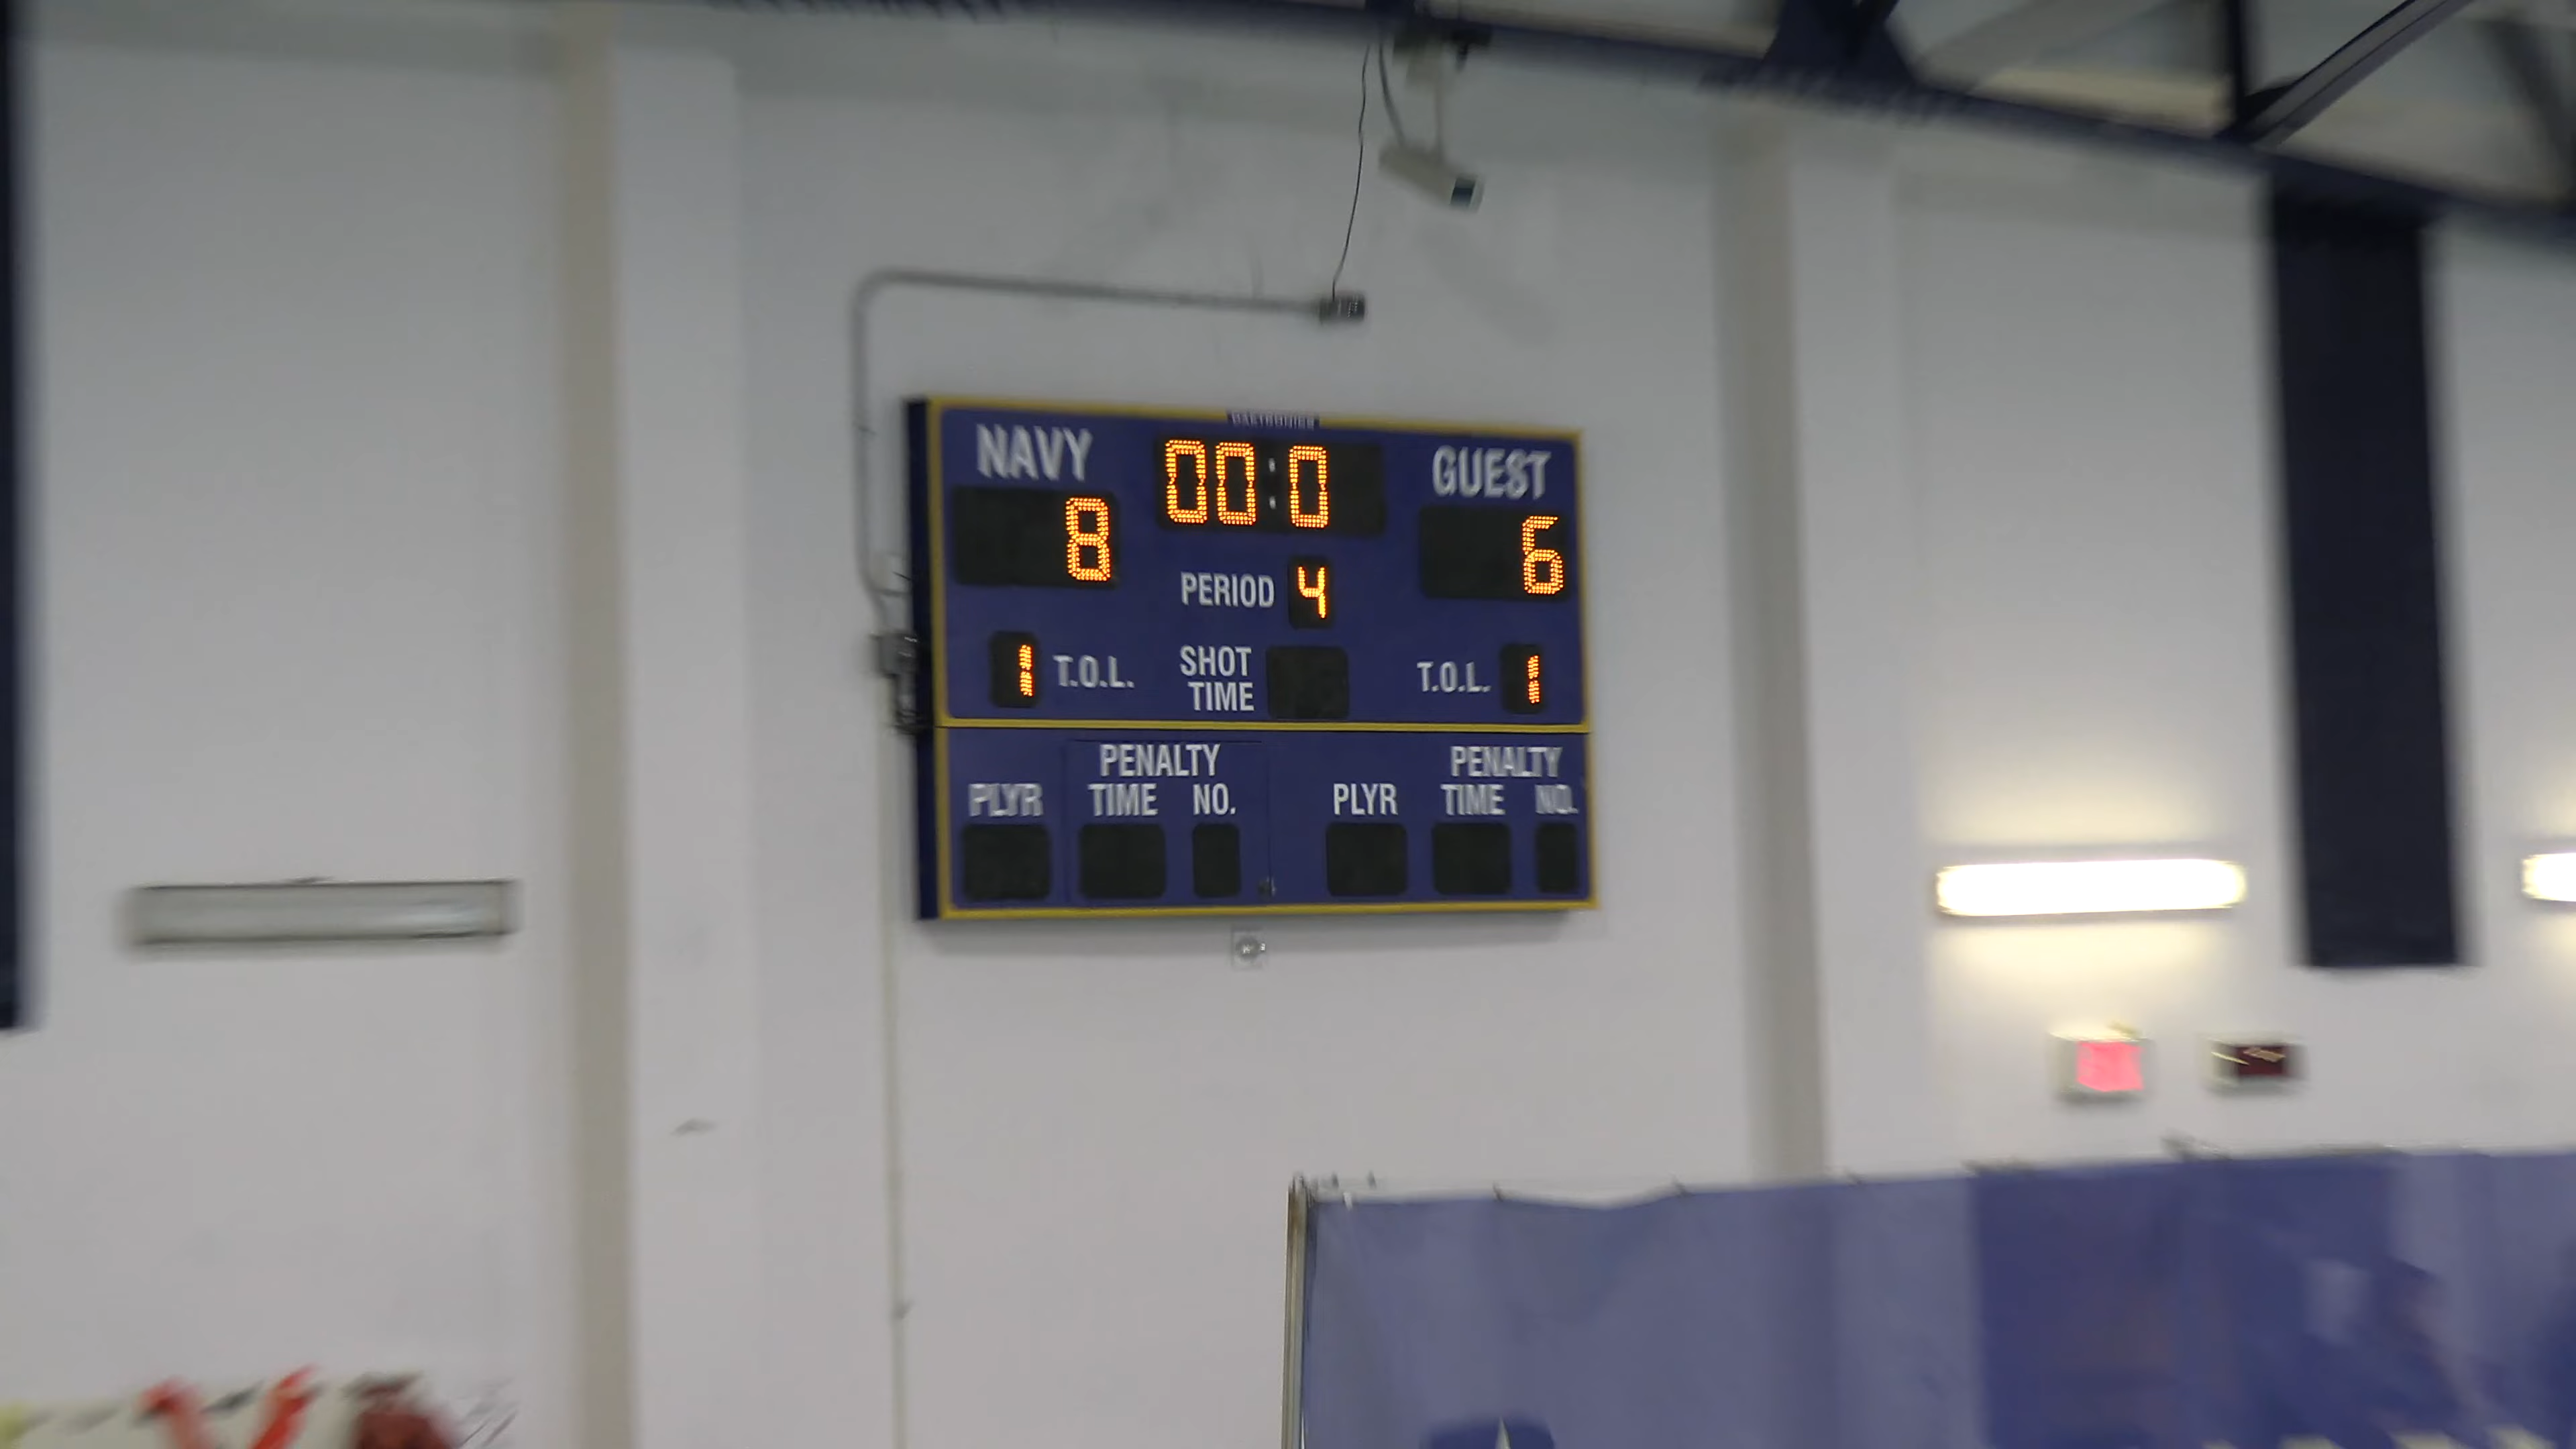 DAKTRONICS
NAVY 00:0 GUEST
8 6
PERIOD 4
1 T.O.L. SHOT TIME T.O.L. 1
PENALTY PENALTY
PLYR TIME NO. PLYR TIME NO.